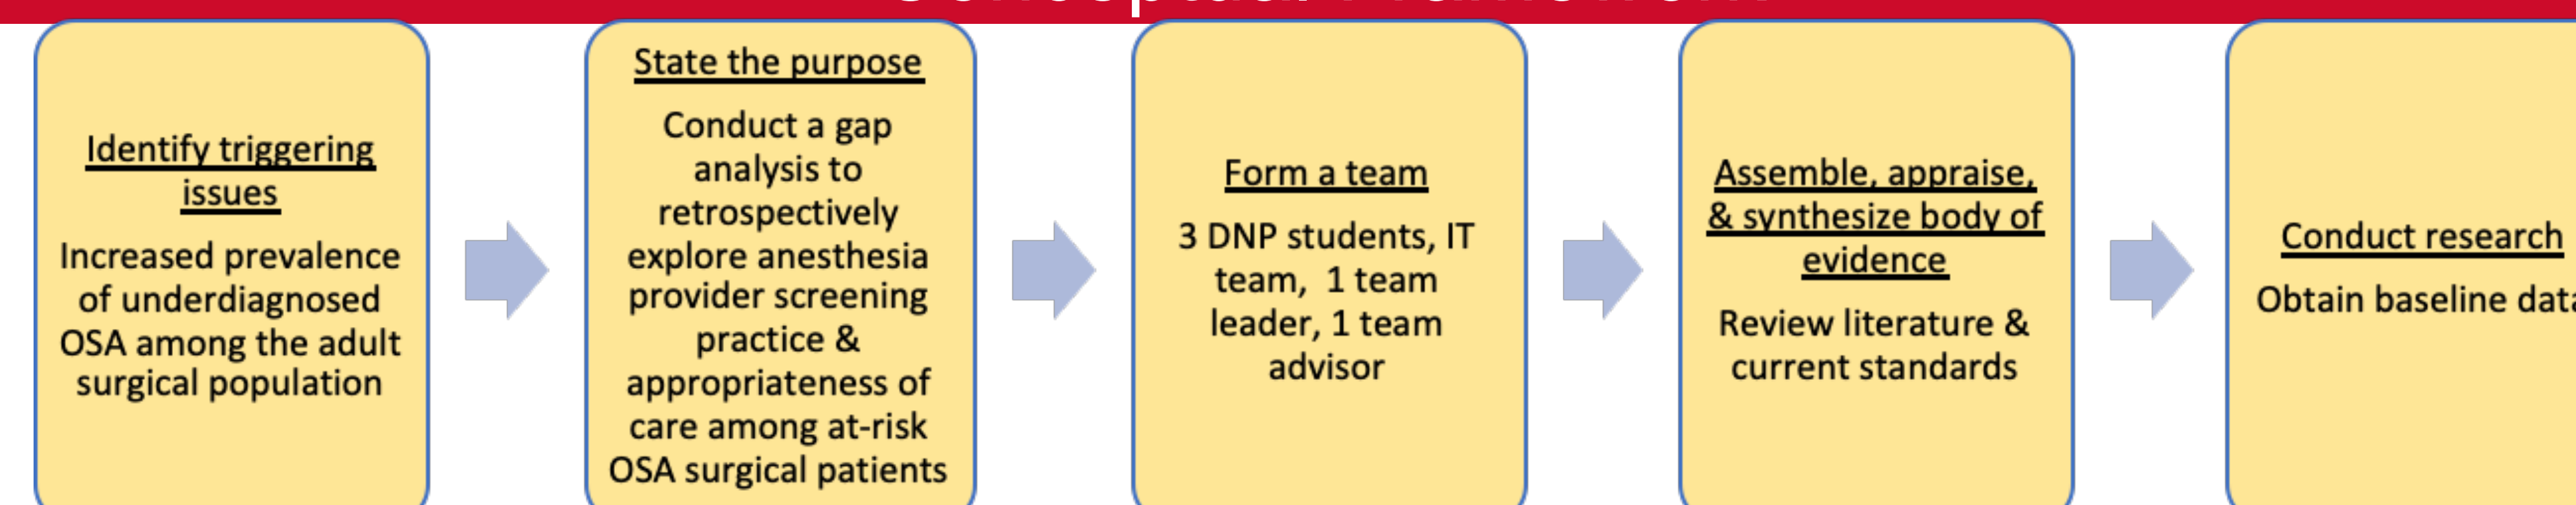 Identify triggering
issues
Increased prevalence
of underdiagnosed
OSA among the adult
surgical population
State the purpose
Conduct a gap
analysis to
retrospectively
explore anesthesia
provider screening
practice &
appropriateness of
care among at-risk
OSA surgical patients
Form a team
3 DNP students, IT
team, 1 team
leader, 1 team
advisor
Assemble, appraise,
& synthesize body of
evidence
Review literature &
current standards
Conduct research
Obtain baseline data